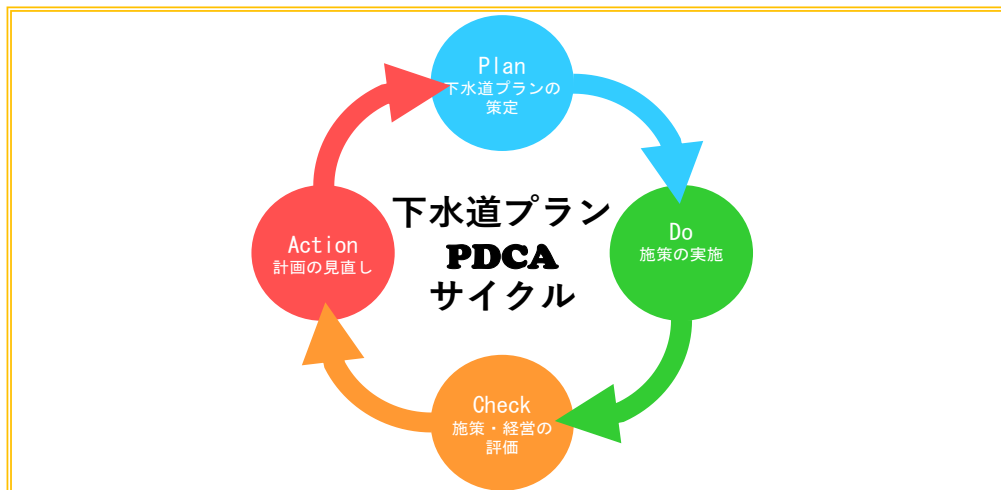 Plan
下水道プランの
策定
Do
施策の実施
Check
施策・経営の
評価
Action
計画の見直し
下水道プラン
PDCA
サイクル